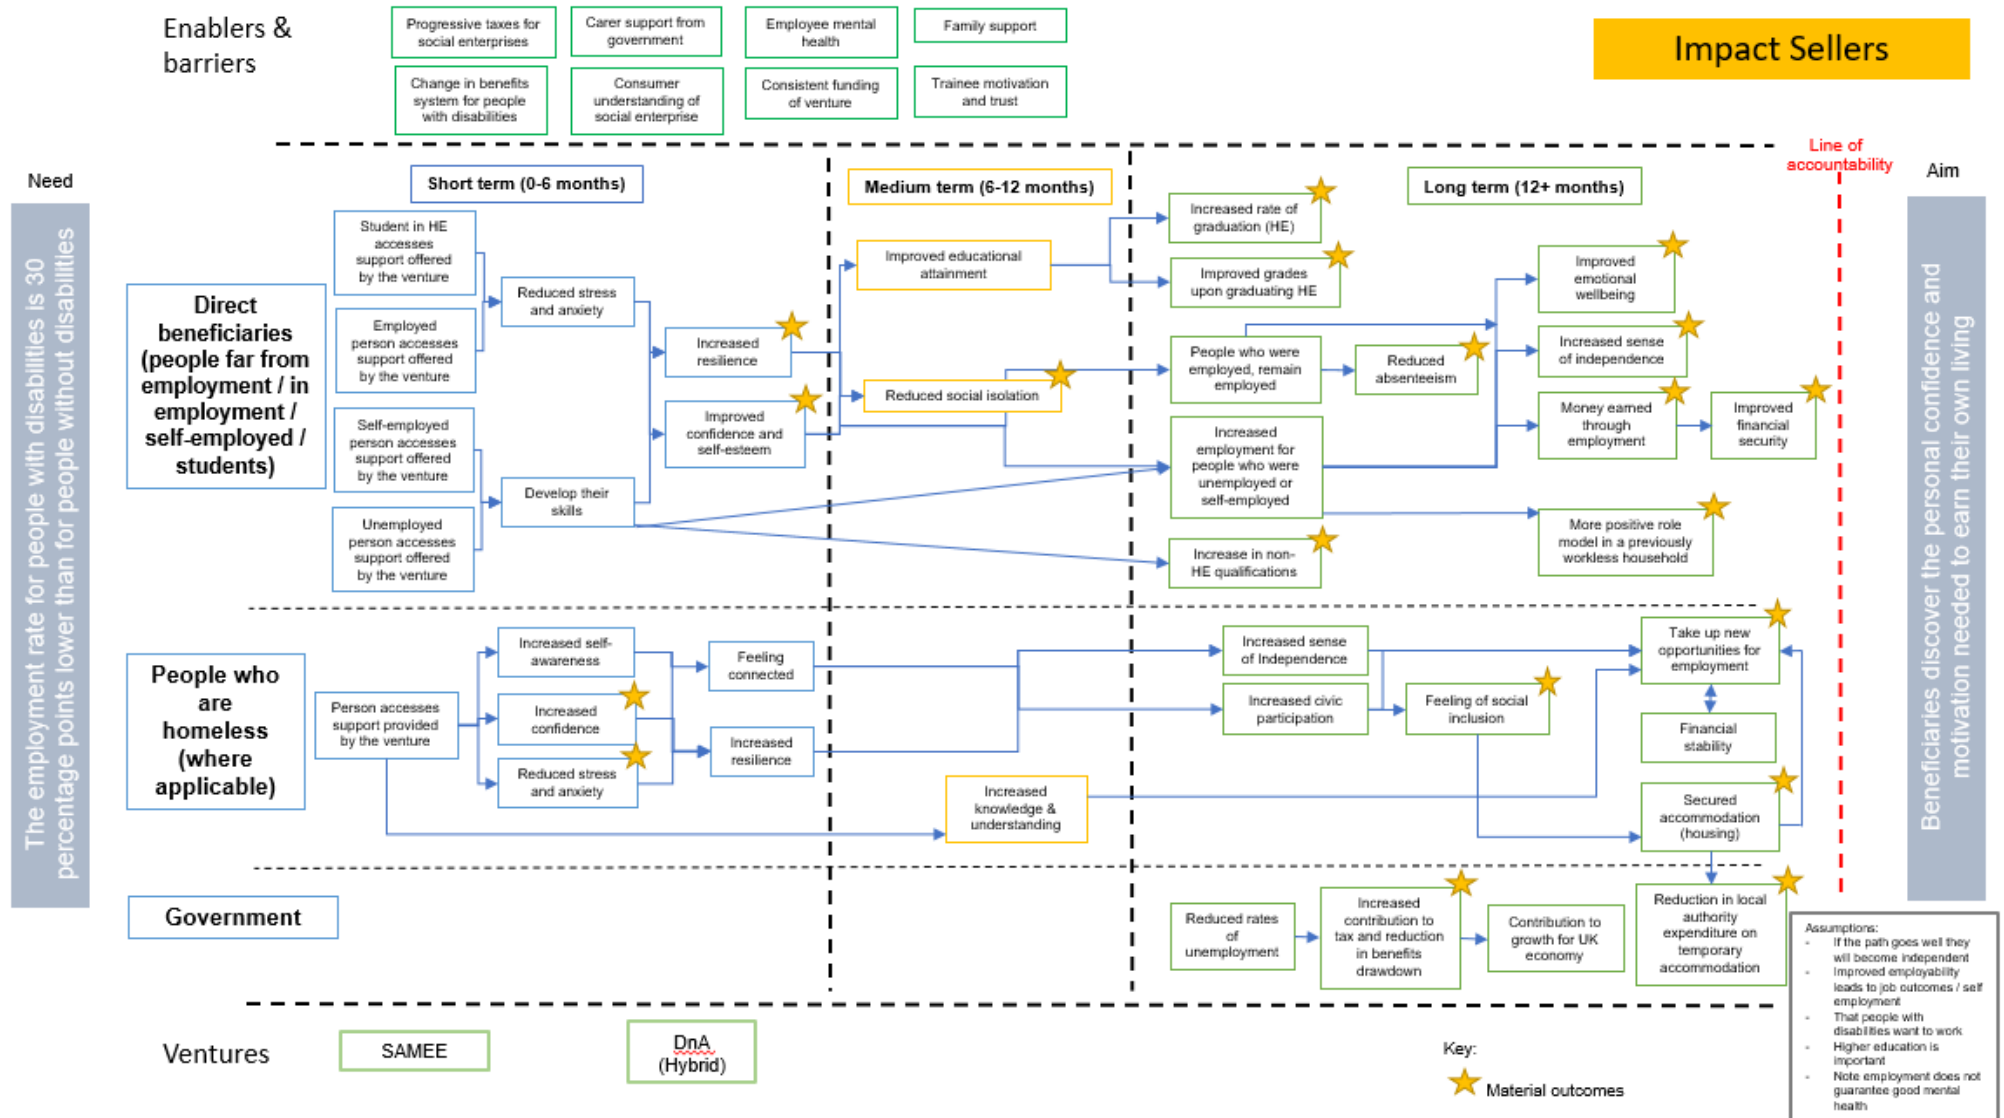 Enablers &
barriers
Progressive taxes for
social enterprises
Carer support from
government
Employee mental
health
Family support
Change in benefits
system for people
with disabilities
Consumer
understanding of
social enterprise
Consistent funding
of venture
Trainee motivation
and trust
Impact Sellers
Line of
accountability
Need
The employment rate for people with disabilities is 30
percentage points lower than for people without disabilities
Aim
Beneficiaries discover the personal confidence and
motivation needed to earn their own living
Short term (0-6 months)
Medium term (6-12 months)
Long term (12+ months)
Direct
beneficiaries
(people far from
employment / in
employment /
self-employed /
students)
Student in HE
accesses
support offered
by the venture
Employed
person accesses
support offered
by the venture
Self-employed
person accesses
support offered
by the venture
Unemployed
person accesses
support offered
by the venture
Reduced stress
and anxiety
Develop their
skills
Increased
resilience
Improved
confidence and
self-esteem
Improved educational
attainment
Reduced social isolation
Increased rate of
graduation (HE)
Improved grades
upon graduating HE
People who were
employed, remain
employed
Reduced
absenteeism
Increased
employment for
people who were
unemployed or
self-employed
Increase in non-
HE qualifications
Improved
emotional
wellbeing
Increased sense
of independence
Money earned
through
employment
Improved
financial
security
More positive role
model in a previously
workless household
People who
are
homeless
(where
applicable)
Person accesses
support provided
by the venture
Increased self-
awareness
Increased
confidence
Reduced stress
and anxiety
Feeling
connected
Increased
resilience
Increased
knowledge &
understanding
Increased sense
of Independence
Increased civic
participation
Feeling of social
inclusion
Take up new
opportunities for
employment
Financial
stability
Secured
accommodation
(housing)
Government
Reduced rates
of
unemployment
Increased
contribution to
tax and reduction
in benefits
drawdown
Contribution to
growth for UK
economy
Reduction in local
authority
expenditure on
temporary
accommodation
Assumptions:
- If the path goes well they
will become independent
- Improved employability
leads to job outcomes / self
employment
- That people with
disabilities want to work
- Higher education is
important
- Note employment does not
guarantee good mental
health
Ventures
SAMEE
DnA
(Hybrid)
Key:
Material outcomes